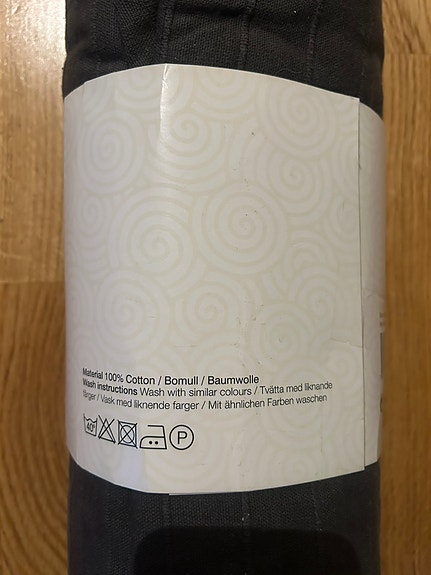 Material 100% Cotton / Bomull / Baumwolle
Wash instructions Wash with similar colours / Tvätta med liknande
färger / Vask med liknende farger / Mit ähnlichen Farben waschen
40° P